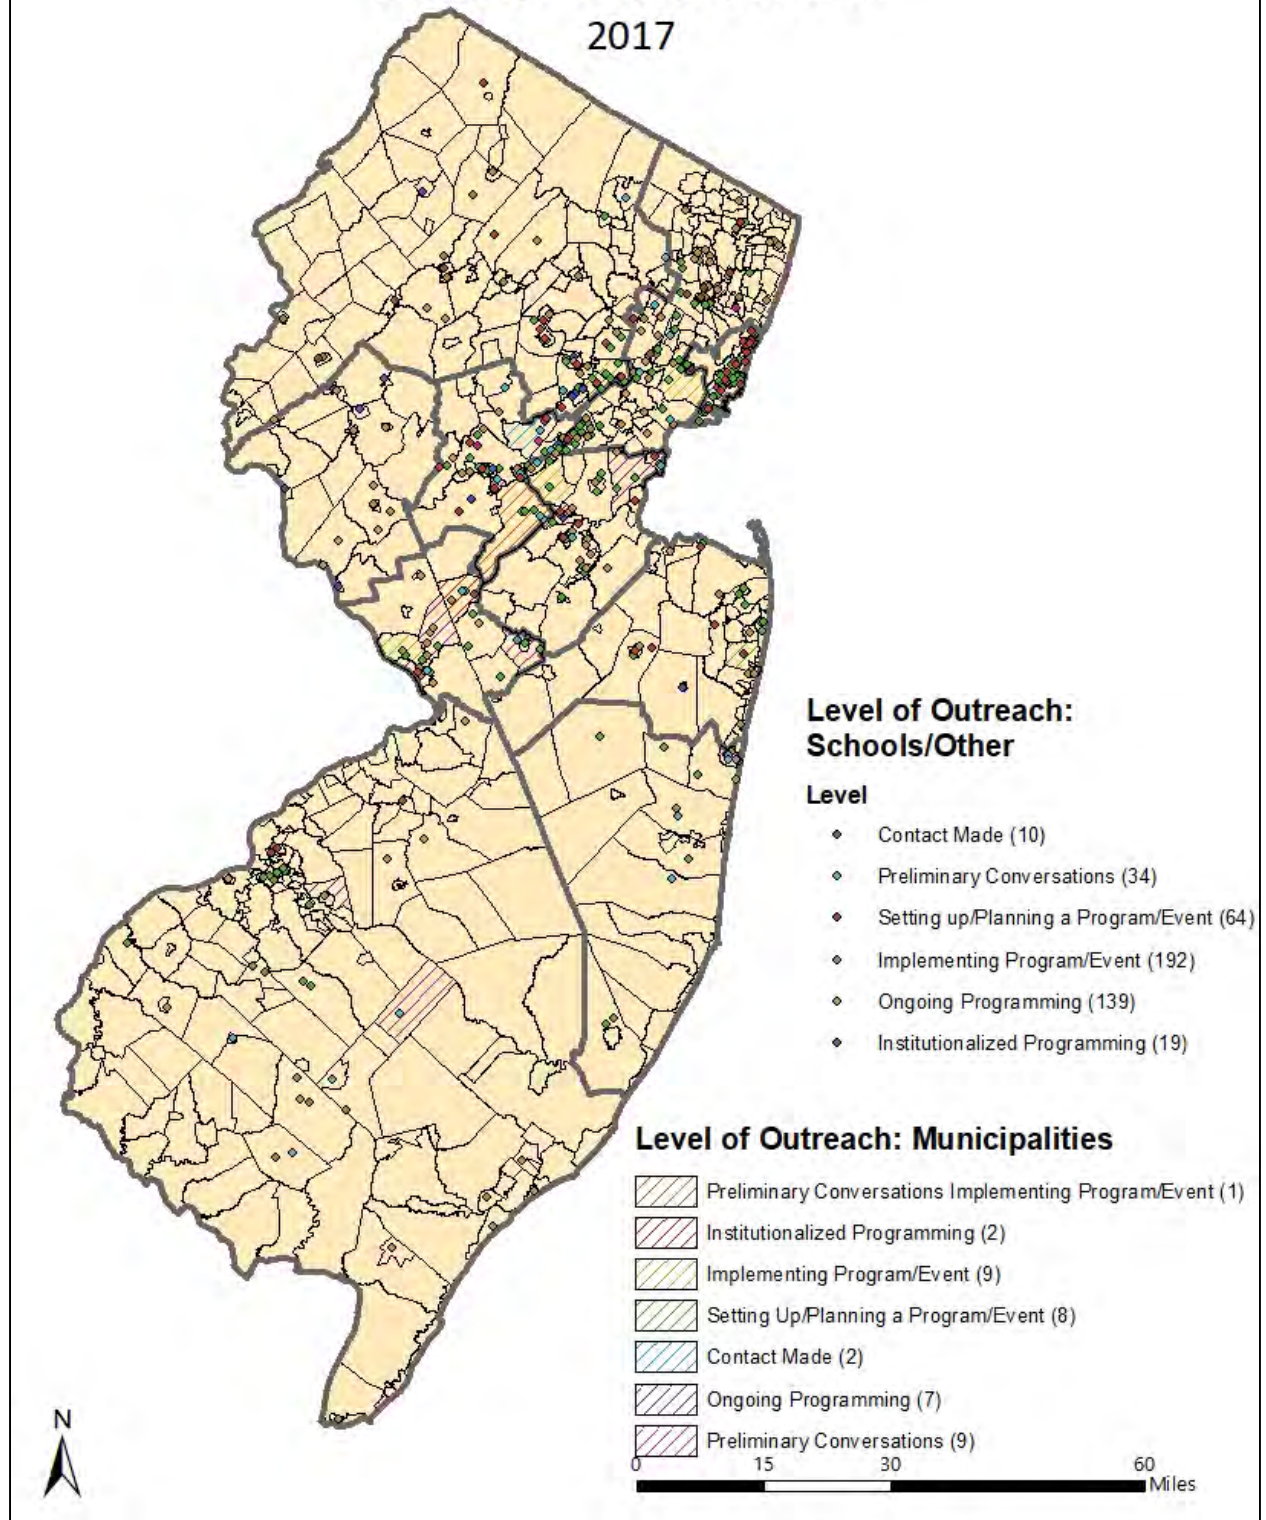 2017
Level of Outreach:
Schools/Other
Level
Contact Made (10)
Preliminary Conversations (34)
Setting up/Planning a Program/Event (64)
Implementing Program/Event (192)
Ongoing Programming (139)
Institutionalized Programming (19)
Level of Outreach: Municipalities
Preliminary Conversations Implementing Program/Event (1)
Institutionalized Programming (2)
Implementing Program/Event (9)
Setting Up/Planning a Program/Event (8)
Contact Made (2)
Ongoing Programming (7)
Preliminary Conversations (9)
N
0 15 30 60
Miles